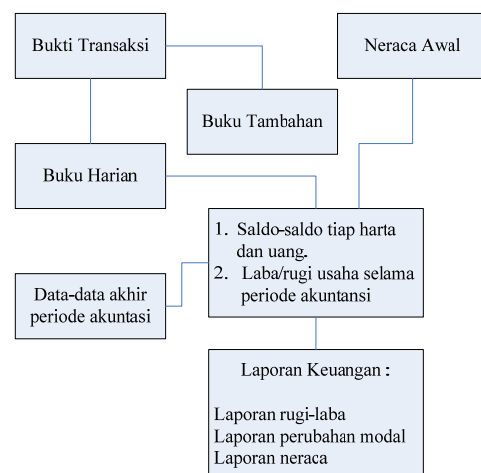 Bukti Transaksi
Neraca Awal
Buku Tambahan
Buku Harian
1. Saldo-saldo tiap harta
dan uang.
2. Laba/rugi usaha selama
periode akuntansi
Data-data akhir
periode akuntasi
Laporan Keuangan :
Laporan rugi-laba
Laporan perubahan modal
Laporan neraca